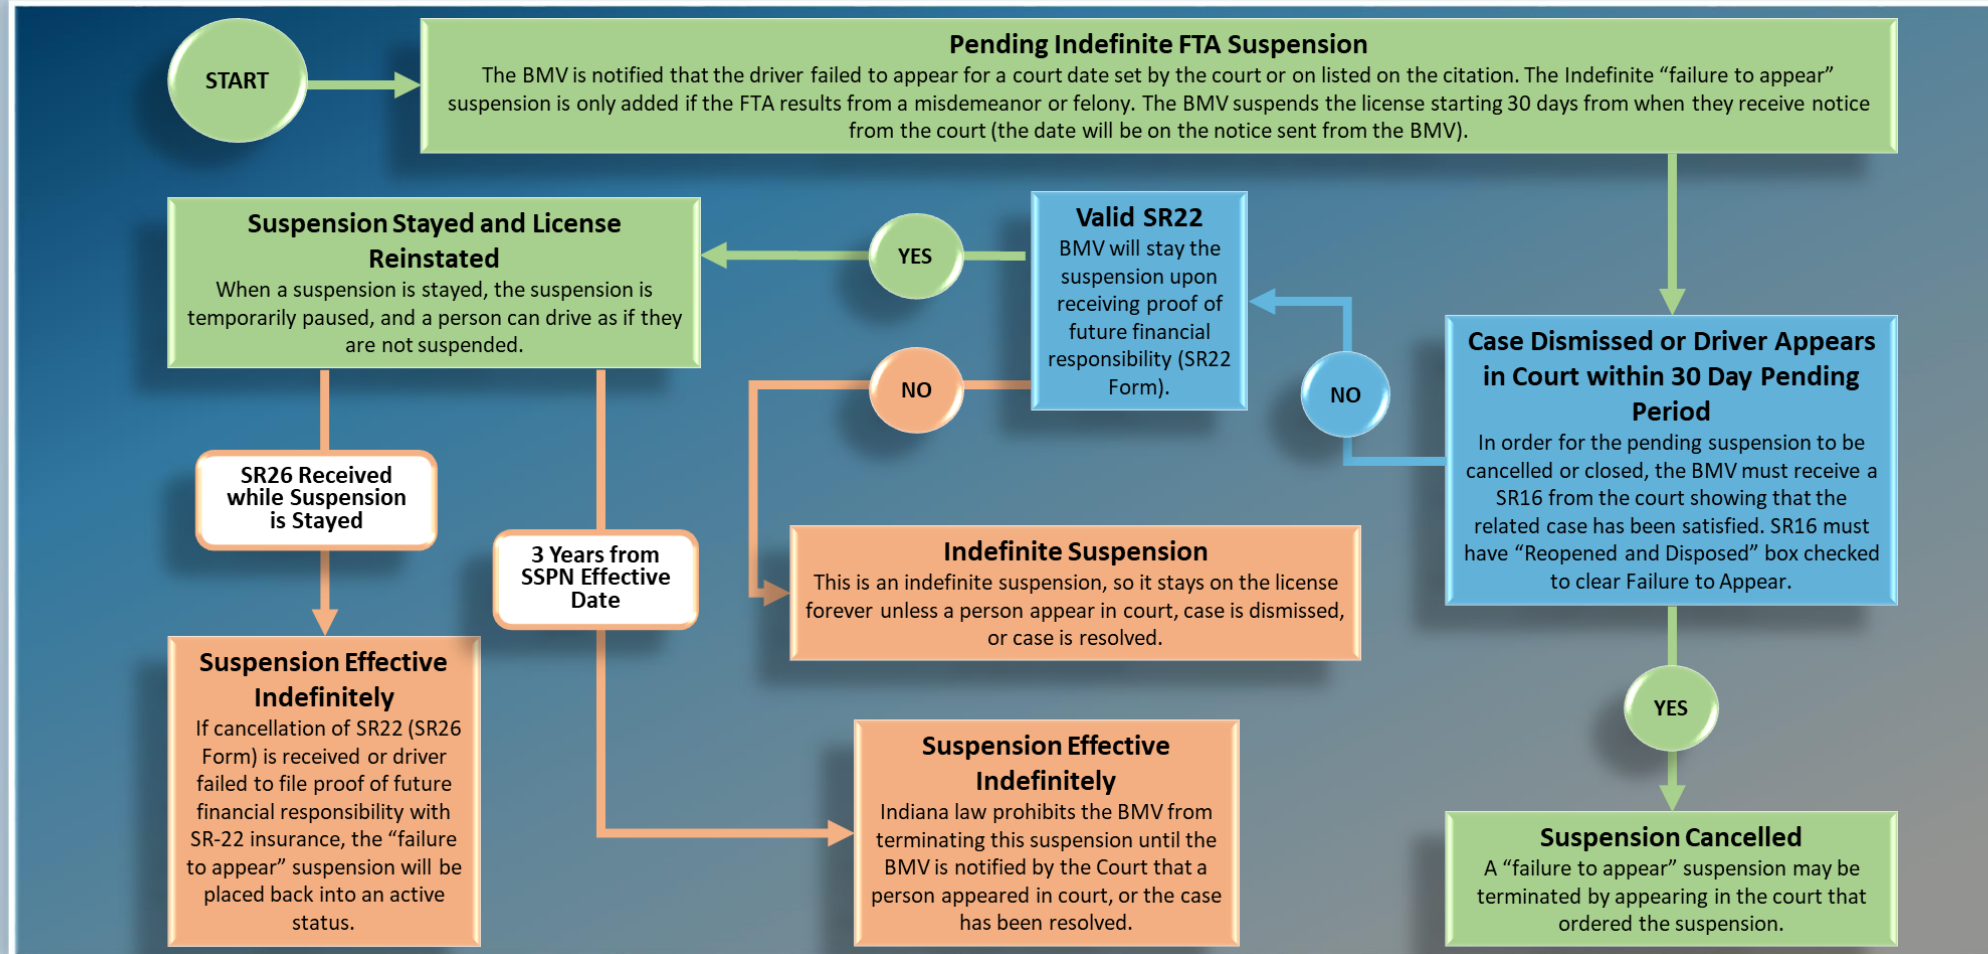 START
Pending Indefinite FTA Suspension
The BMV is notified that the driver failed to appear for a court date set by the court or on listed on the citation. The Indefinite “failure to appear”
suspension is only added if the FTA results from a misdemeanor or felony. The BMV suspends the license starting 30 days from when they receive notice
from the court (the date will be on the notice sent from the BMV).
Suspension Stayed and License
Reinstated
When a suspension is stayed, the suspension is
temporarily paused, and a person can drive as if they
are not suspended.
YES
NO
Valid SR22
BMV will stay the
suspension upon
receiving proof of
future financial
responsibility (SR22
Form).
NO
Case Dismissed or Driver Appears
in Court within 30 Day Pending
Period
In order for the pending suspension to be
cancelled or closed, the BMV must receive a
SR16 from the court showing that the
related case has been satisfied. SR16 must
have “Reopened and Disposed” box checked
to clear Failure to Appear.
SR26 Received
while Suspension
is Stayed
3 Years from
SSPN Effective
Date
Indefinite Suspension
This is an indefinite suspension, so it stays on the license
forever unless a person appear in court, case is dismissed,
or case is resolved.
Suspension Effective
Indefinitely
If cancellation of SR22 (SR26
Form) is received or driver
failed to file proof of future
financial responsibility with
SR-22 insurance, the “failure
to appear” suspension will be
placed back into an active
status.
Suspension Effective
Indefinitely
Indiana law prohibits the BMV from
terminating this suspension until the
BMV is notified by the Court that a
person appeared in court, or the case
has been resolved.
YES
Suspension Cancelled
A “failure to appear” suspension may be
terminated by appearing in the court that
ordered the suspension.